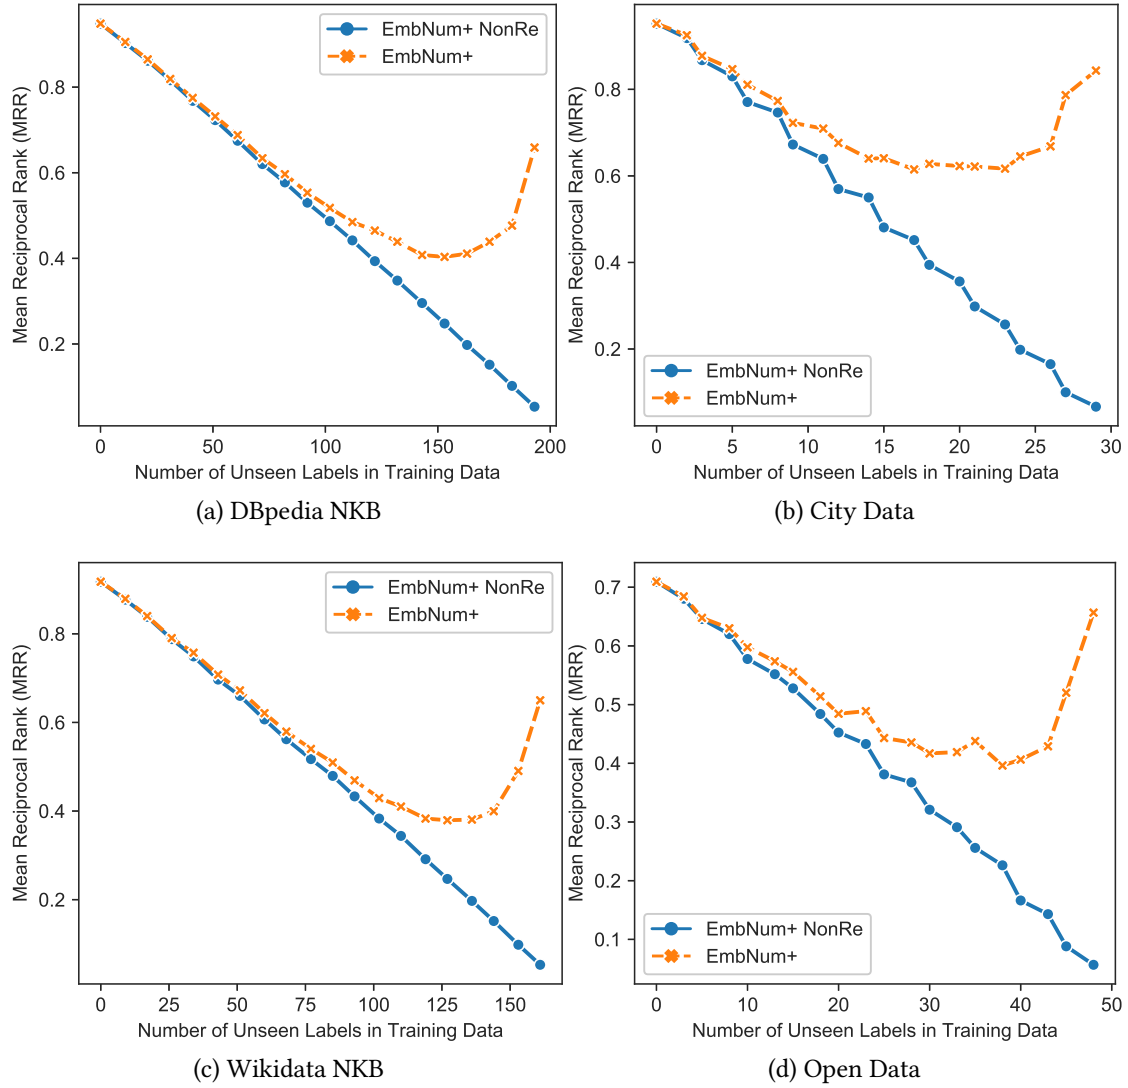 EmbNum+ NonRe
EmbNum+
0.8
0.6
0.4
0.2
Mean Reciprocal Rank (MRR)
0 50 100 150 200
Number of Unseen Labels in Training Data
(a) DBpedia NKB
0.8
0.6
0.4
0.2
Mean Reciprocal Rank (MRR)
EmbNum+ NonRe
EmbNum+
0 5 10 15 20 25 30
Number of Unseen Labels in Training Data
(b) City Data
EmbNum+ NonRe
EmbNum+
0.8
0.6
0.4
0.2
Mean Reciprocal Rank (MRR)
0 25 50 75 100 125 150
Number of Unseen Labels in Training Data
(c) Wikidata NKB
0.7
0.6
0.5
0.4
0.3
0.2
0.1
Mean Reciprocal Rank (MRR)
EmbNum+ NonRe
EmbNum+
0 10 20 30 40 50
Number of Unseen Labels in Training Data
(d) Open Data